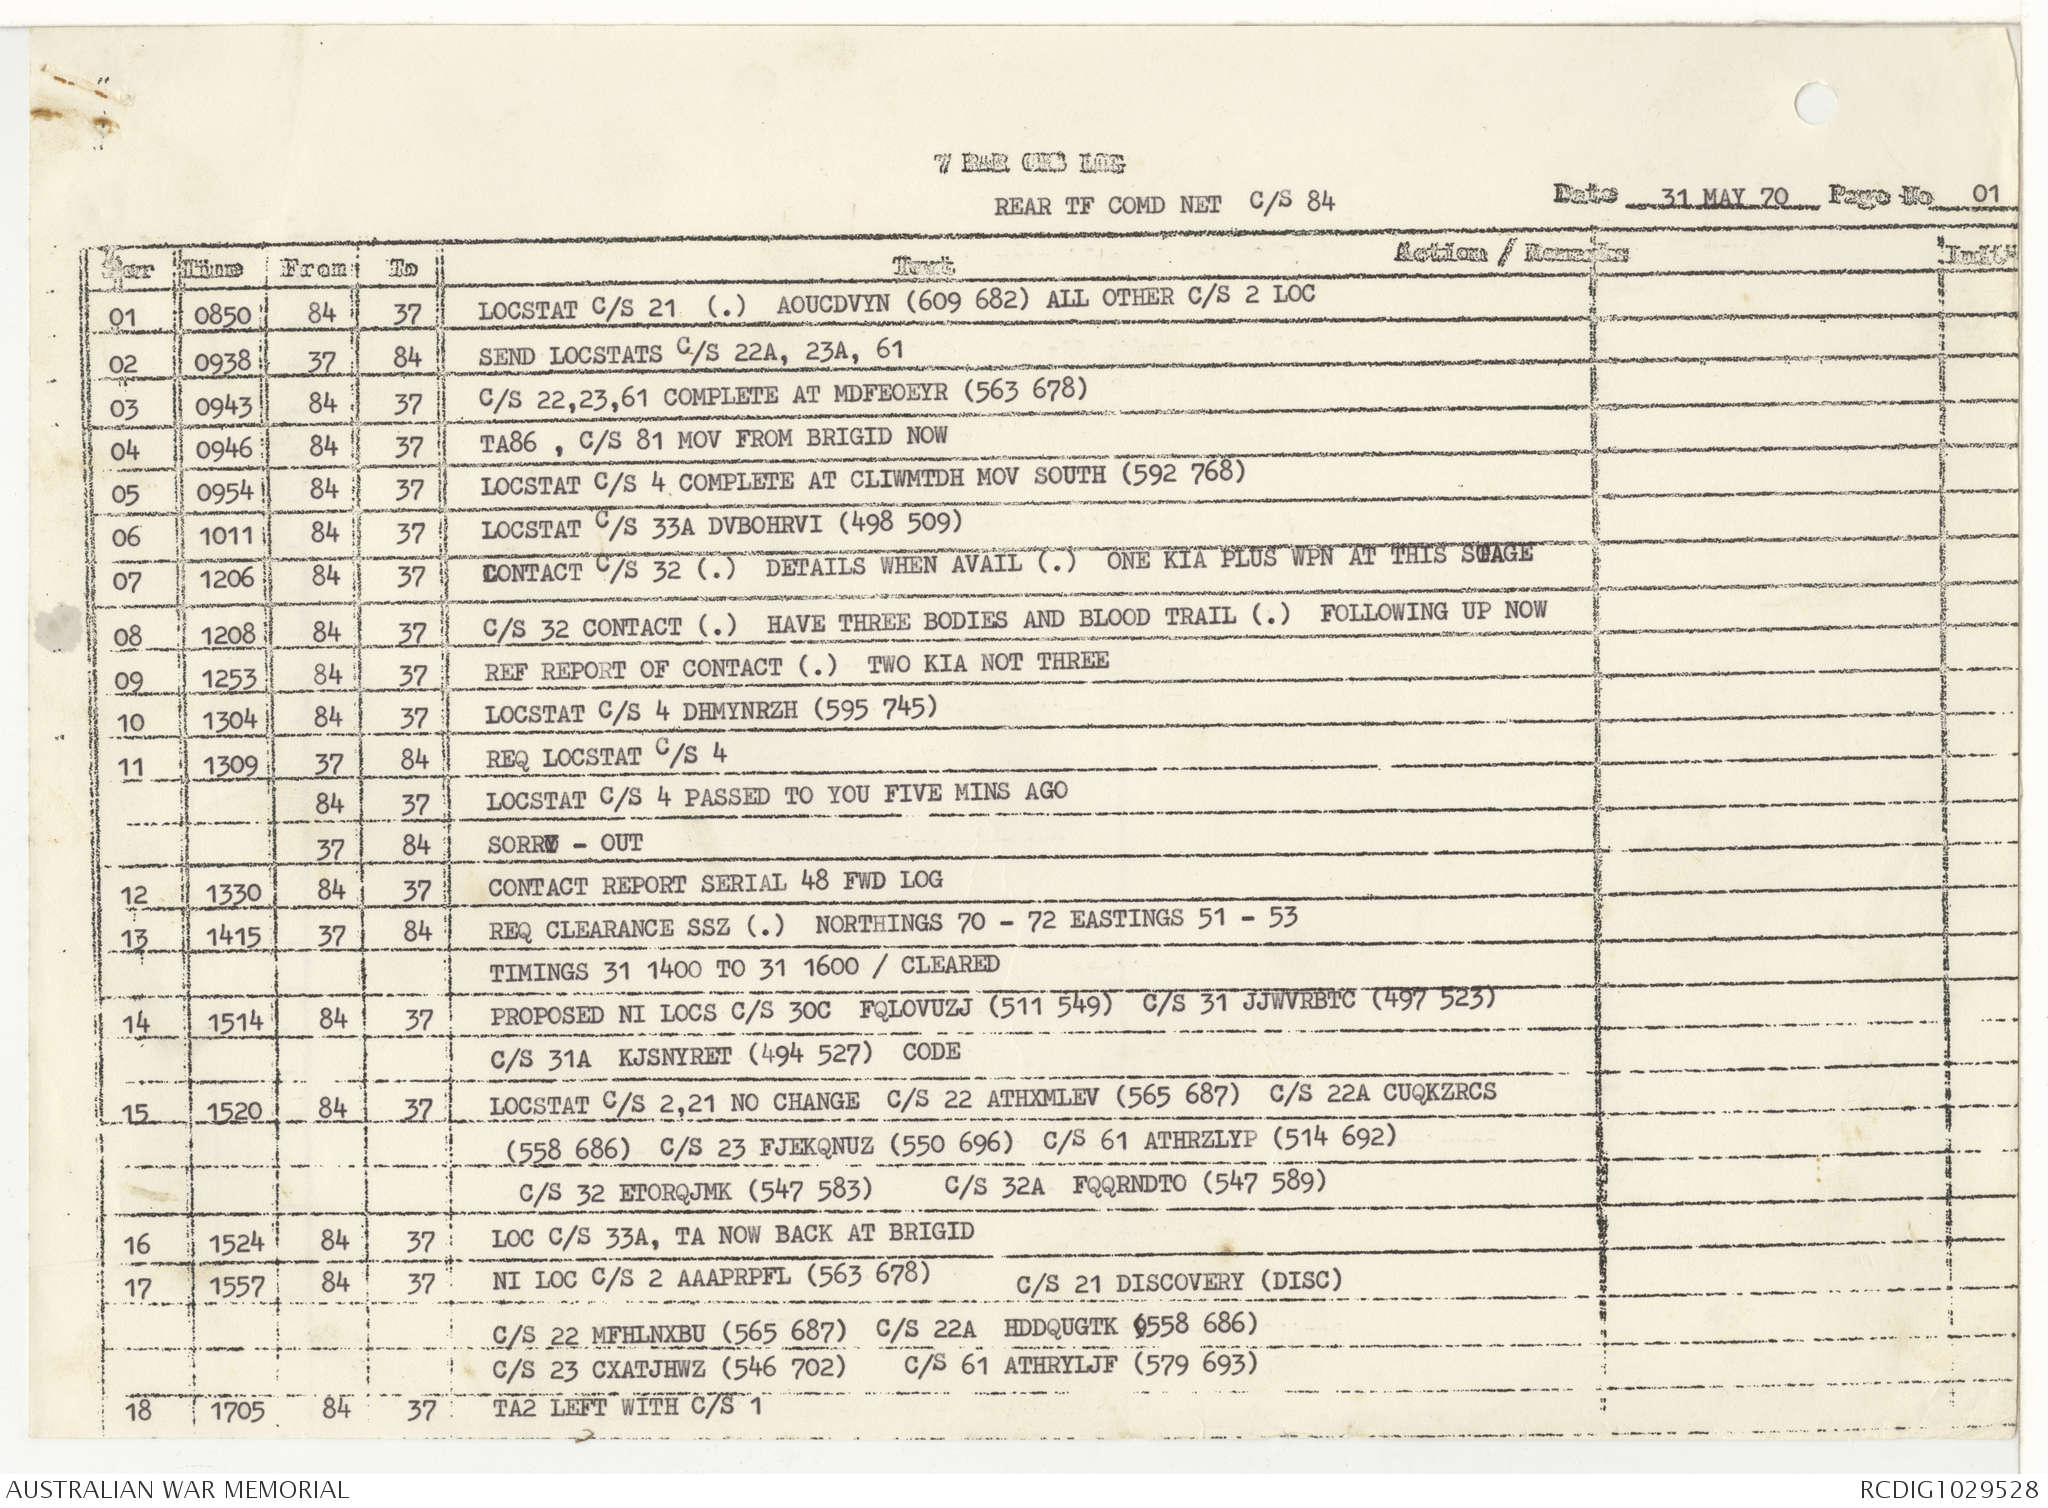 7 RAR OPS LOG
REAR TF COMD NET C/S 84
Date 31 MAY 70 Page No 01
Ser Time From To Text Action / Remarks Init
01 0850 84 37 LOCSTAT C/S 21 (.) AOUCDVYN (609 682) ALL OTHER C/S 2 LOC
02 0938 37 84 SEND LOCSTATS C/S 22A, 23A, 61
03 0943 84 37 C/S 22,23,61 COMPLETE AT MDFEOEYR (563 678)
04 0946 84 37 TA86 , C/S 81 MOV FROM BRIGID NOW
05 0954 84 37 LOCSTAT C/S 4 COMPLETE AT CLIWMTDH MOV SOUTH (592 768)
06 1011 84 37 LOCSTAT C/S 33A DVBOHRVI (498 509)
07 1206 84 37 CONTACT C/S 32 (.) DETAILS WHEN AVAIL (.) ONE KIA PLUS WPN AT THIS STAGE
08 1208 84 37 C/S 32 CONTACT (.) HAVE THREE BODIES AND BLOOD TRAIL (.) FOLLOWING UP NOW
09 1253 84 37 REF REPORT OF CONTACT (.) TWO KIA NOT THREE
10 1304 84 37 LOCSTAT C/S 4 DHMYNRZH (595 745)
11 1309 37 84 REQ LOCSTAT C/S 4
84 37 LOCSTAT C/S 4 PASSED TO YOU FIVE MINS AGO
37 84 SORRY - OUT
12 1330 84 37 CONTACT REPORT SERIAL 48 FWD LOG
13 1415 37 84 REQ CLEARANCE SSZ (.) NORTHINGS 70 - 72 EASTINGS 51 - 53
TIMINGS 31 1400 TO 31 1600 / CLEARED
14 1514 84 37 PROPOSED NI LOCS C/S 30C FQLOVUZJ (511 549) C/S 31 JJWVRBTC (497 523)
C/S 31A KJSNYRET (494 527) CODE
15 1520 84 37 LOCSTAT C/S 2,21 NO CHANGE C/S 22 ATHXMLEV (565 687) C/S 22A CUQKZRCS
(558 686) C/S 23 FJEKQNUZ (550 696) C/S 61 ATHRZLYP (514 692)
C/S 32 ETORQJMK (547 583) C/S 32A FQQRNDTO (547 589)
16 1524 84 37 LOC C/S 33A, TA NOW BACK AT BRIGID
17 1557 84 37 NI LOC C/S 2 AAAPRPFL (563 678) C/S 21 DISCOVERY (DISC)
C/S 22 MFHLNXBU (565 687) C/S 22A HDDQUGTK (558 686)
C/S 23 CXATJHWZ (546 702) C/S 61 ATHRYLJF (579 693)
18 1705 84 37 TA2 LEFT WITH C/S 1
AUSTRALIAN WAR MEMORIAL RCDIG1029528